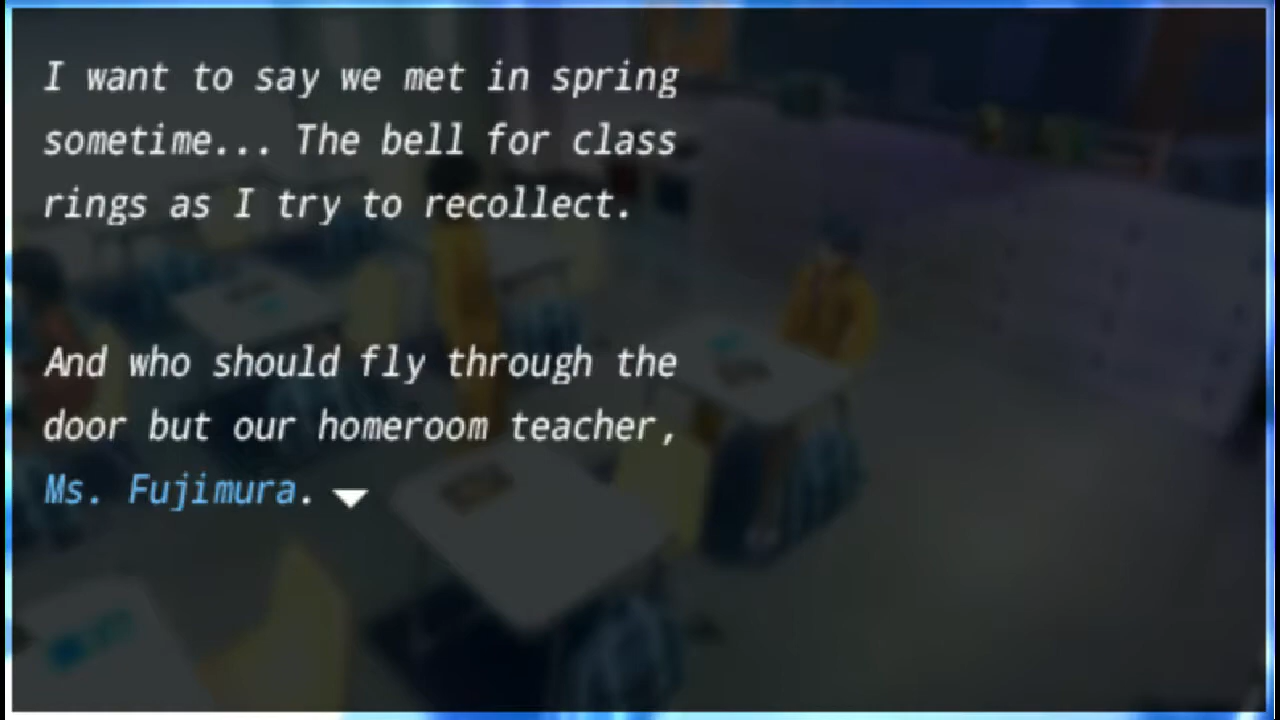 I want to say we met in spring
sometime... The bell for class
rings as I try to recollect.
And who should fly through the
door but our homeroom teacher,
Ms. Fujimura.